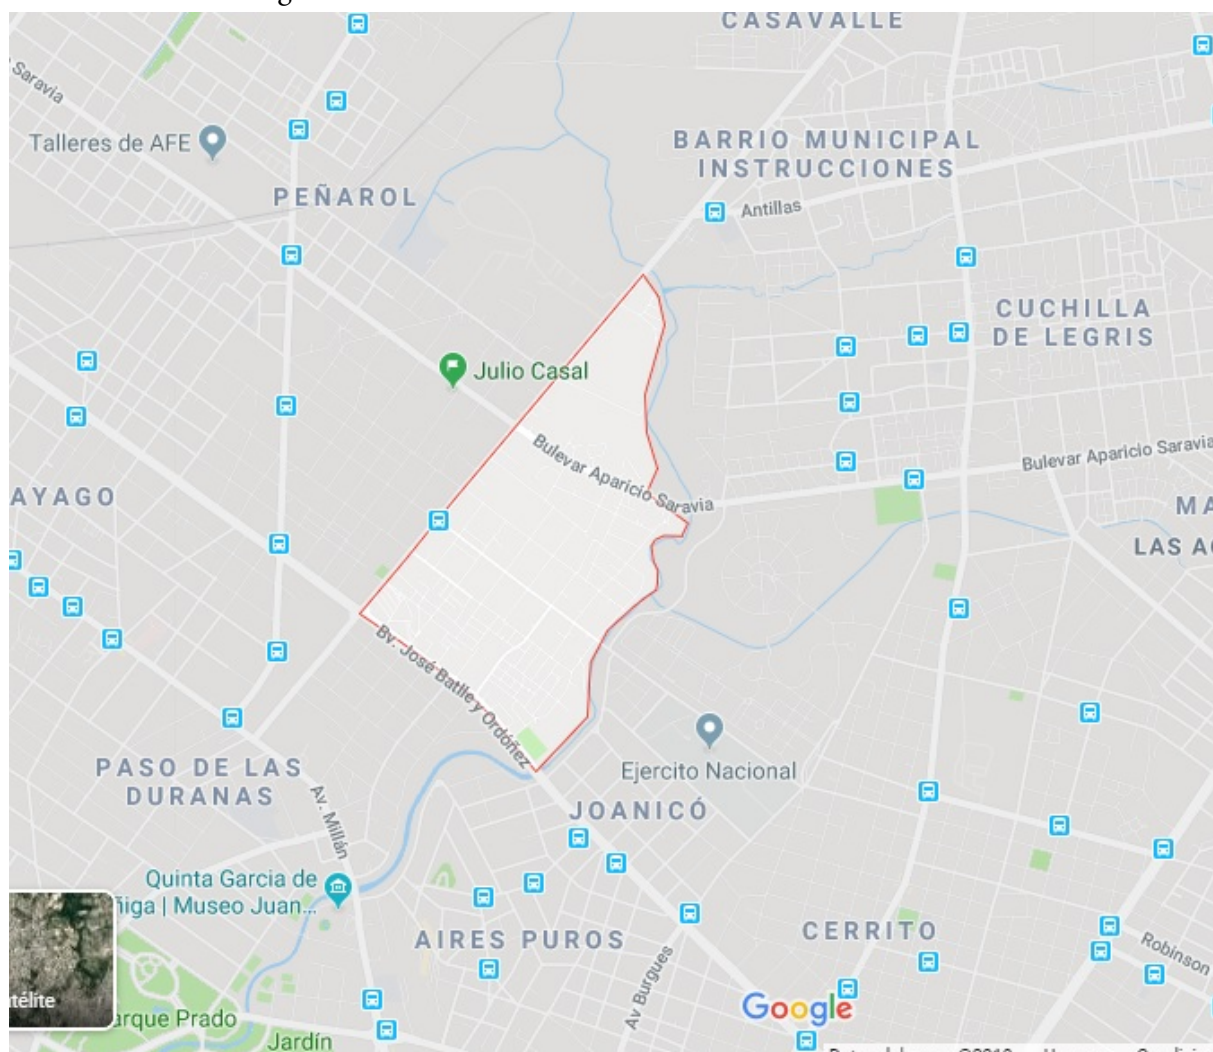 CASAVALLE
Saravia
Talleres de AFE
BARRIO MUNICIPAL
INSTRUCCIONES
PEÑAROL
Antillas
CUCHILLA
DE LEGRIS
Julio Casal
Bulevar Aparicio Saravia
Bulevar Aparicio Saravia
AYAGO
MA
LAS A
Bv. José Batlle y Ordóñez
PASO DE LAS
DURANAS
Ejercito Nacional
Av. Millán
JOANICÓ
Quinta Garcia de
ñiga | Museo Juan...
AIRES PUROS
CERRITO
Robinson
Av Burgues
atélite
Google
arque Prado
Jardín